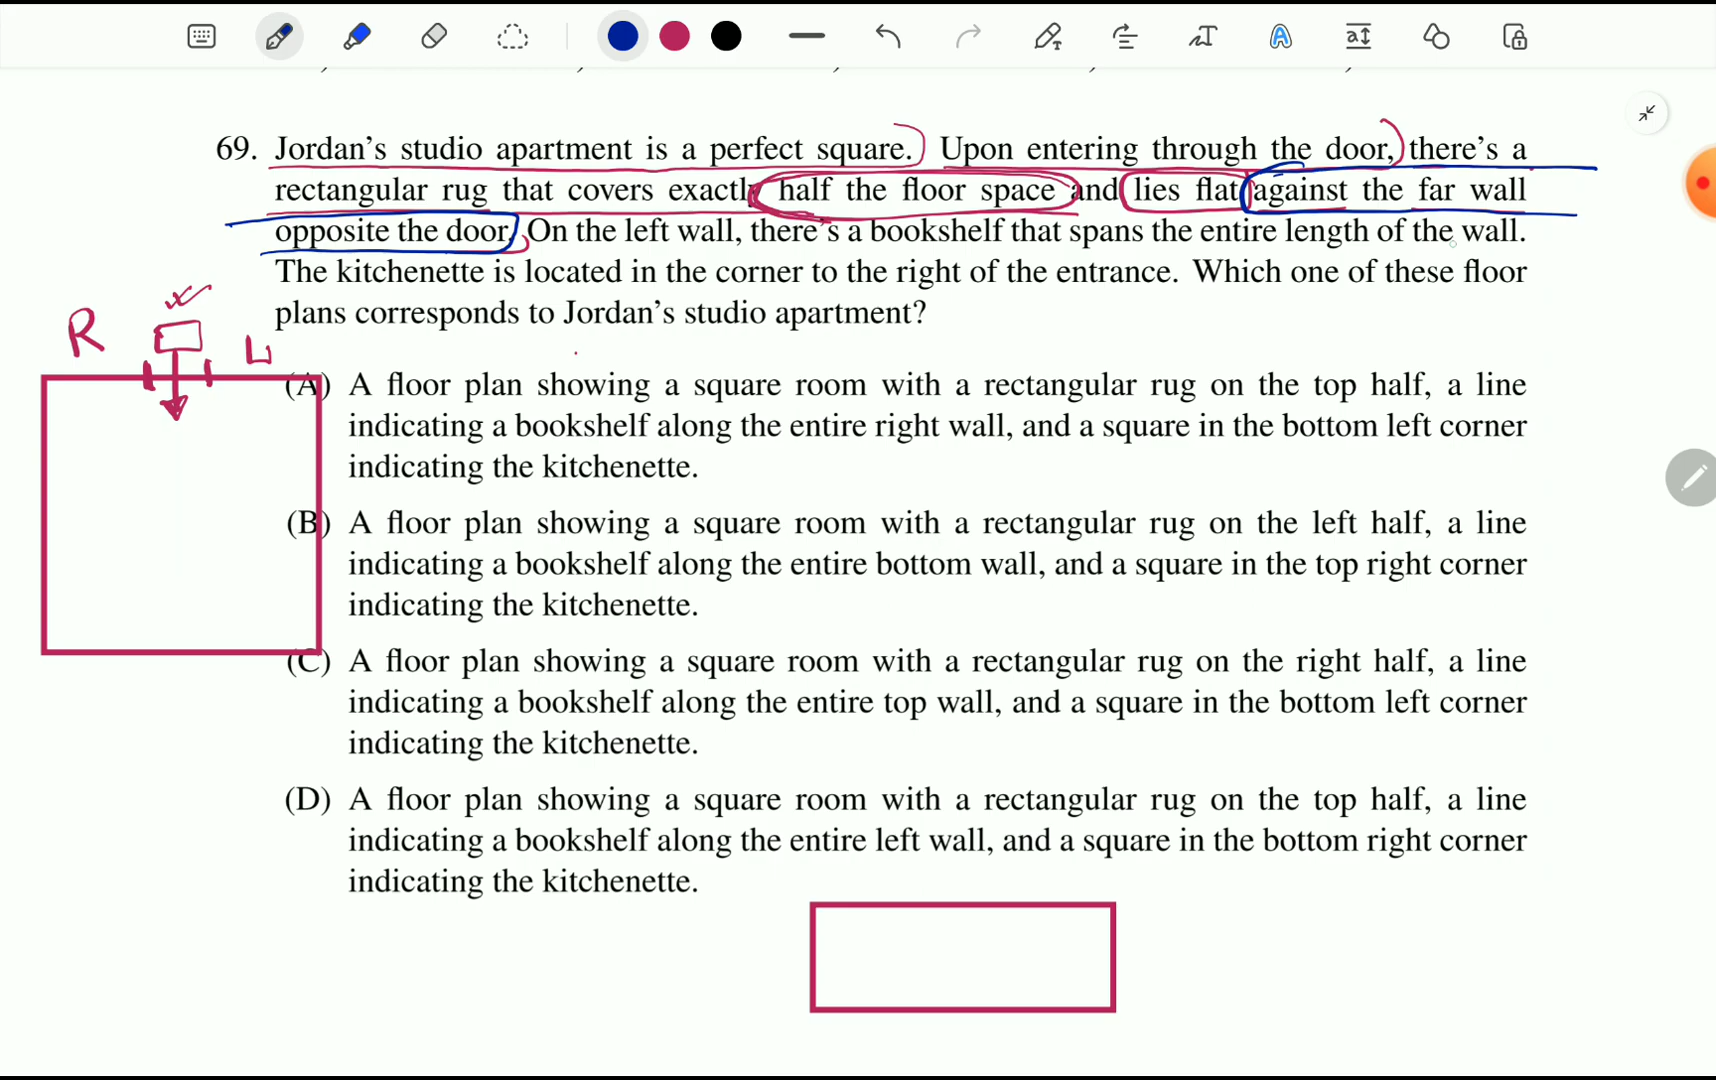 69. Jordan's studio apartment is a perfect square. Upon entering through the door, there's a
rectangular rug that covers exactly half the floor space and lies flat against the far wall
opposite the door. On the left wall, there's a bookshelf that spans the entire length of the wall.
The kitchenette is located in the corner to the right of the entrance. Which one of these floor
plans corresponds to Jordan's studio apartment?
R L
(A) A floor plan showing a square room with a rectangular rug on the top half, a line
indicating a bookshelf along the entire right wall, and a square in the bottom left corner
indicating the kitchenette.
(B) A floor plan showing a square room with a rectangular rug on the left half, a line
indicating a bookshelf along the entire bottom wall, and a square in the top right corner
indicating the kitchenette.
(C) A floor plan showing a square room with a rectangular rug on the right half, a line
indicating a bookshelf along the entire top wall, and a square in the bottom left corner
indicating the kitchenette.
(D) A floor plan showing a square room with a rectangular rug on the top half, a line
indicating a bookshelf along the entire left wall, and a square in the bottom right corner
indicating the kitchenette.